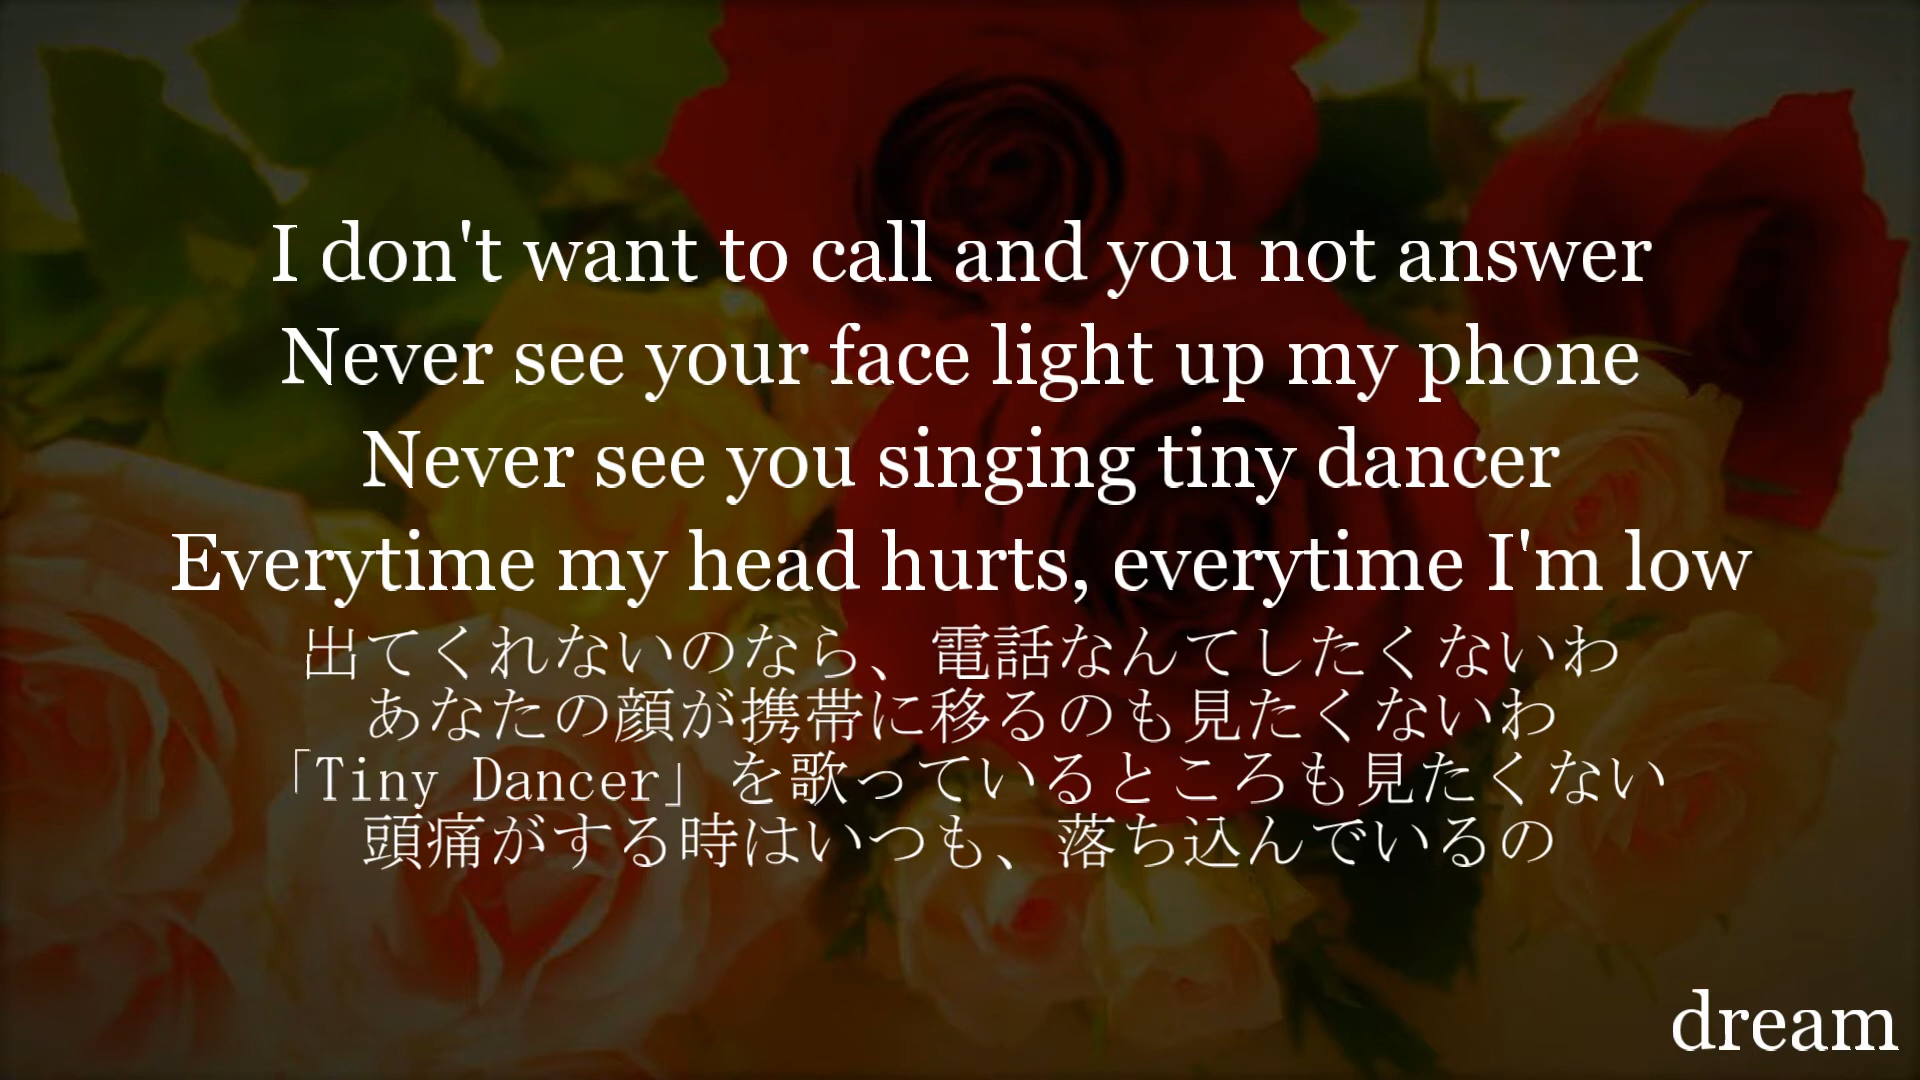 I don't want to call and you not answer
Never see your face light up my phone
Never see you singing tiny dancer
Everytime my head hurts, everytime I'm low
出てくれないのなら、電話なんてしたくないわ
あなたの顔が携帯に移るのも見たくないわ
「Tiny Dancer」を歌っているところも見たくない
頭痛がする時はいつも、落ち込んでいるの
dream